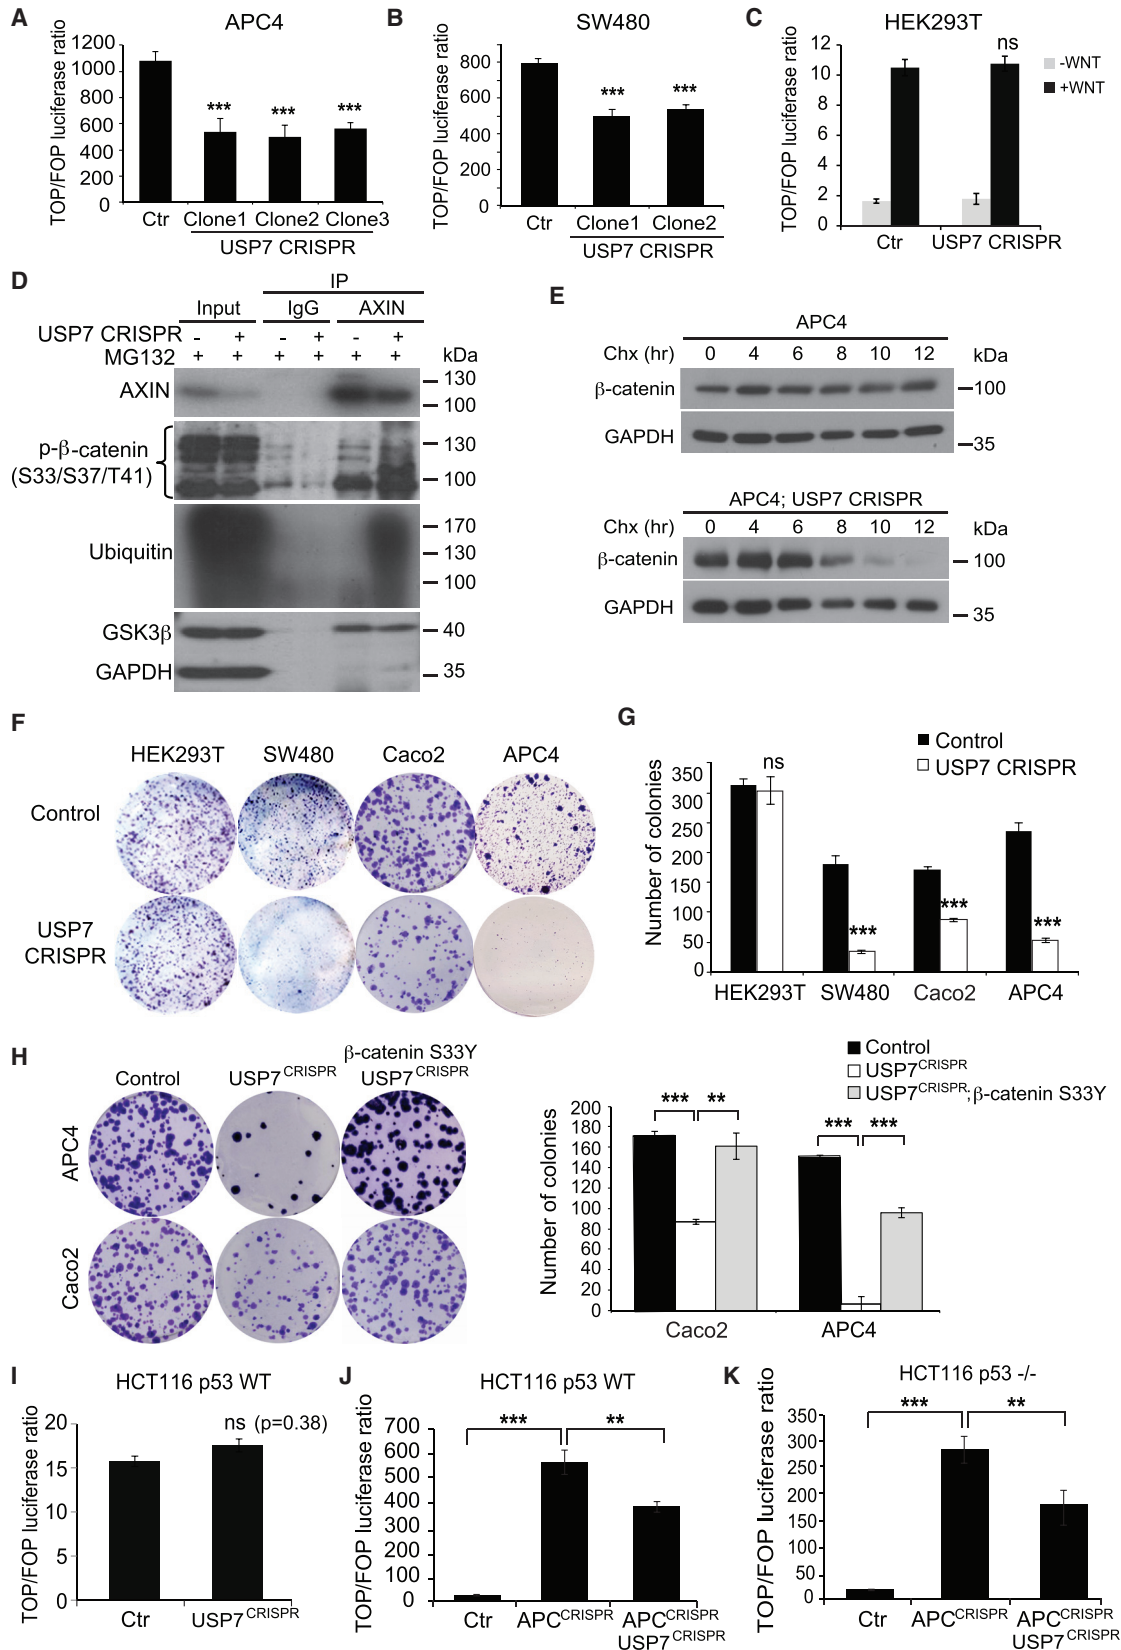 A
APC4
TOP/FOP luciferase ratio
1200
1000
800
600
400
200
0
***
***
***
Ctr Clone1 Clone2 Clone3
USP7 CRISPR
B
SW480
TOP/FOP luciferase ratio
800
600
400
200
0
***
***
Ctr Clone1 Clone2
USP7 CRISPR
C
HEK293T
TOP/FOP luciferase ratio
12
10
8
6
4
2
0
ns
-WNT
+WNT
Ctr USP7 CRISPR
D
IP
Input IgG AXIN
USP7 CRISPR - + - + - +
MG132 + + + + + +
kDa
AXIN
130
100
p-β-catenin
(S33/S37/T41)
130
100
Ubiquitin
170
130
100
GSK3β
40
GAPDH
35
E
APC4
Chx (hr) 0 4 6 8 10 12 kDa
β-catenin
100
GAPDH
35
APC4; USP7 CRISPR
Chx (hr) 0 4 6 8 10 12 kDa
β-catenin
100
GAPDH
35
F
HEK293T SW480 Caco2 APC4
Control
USP7
CRISPR
G
Control
USP7 CRISPR
Number of colonies
350
300
250
200
150
100
50
0
ns
***
***
***
HEK293T SW480 Caco2 APC4
H
Control
USP7CRISPR
β-catenin S33Y
USP7CRISPR
APC4
Caco2
Control
USP7CRISPR
USP7CRISPR;β-catenin S33Y
Number of colonies
200
180
160
140
120
100
80
60
40
20
0
*** **
*** ***
Caco2 APC4
I
HCT116 p53 WT
TOP/FOP luciferase ratio
20
15
10
5
0
ns (p=0.38)
Ctr USP7CRISPR
J
HCT116 p53 WT
TOP/FOP luciferase ratio
700
600
500
400
300
200
100
0
*** **
Ctr APCCRISPR APCCRISPR
USP7CRISPR
K
HCT116 p53 -/-
TOP/FOP luciferase ratio
350
300
250
200
150
100
50
0
*** **
Ctr APCCRISPR APCCRISPR
USP7CRISPR